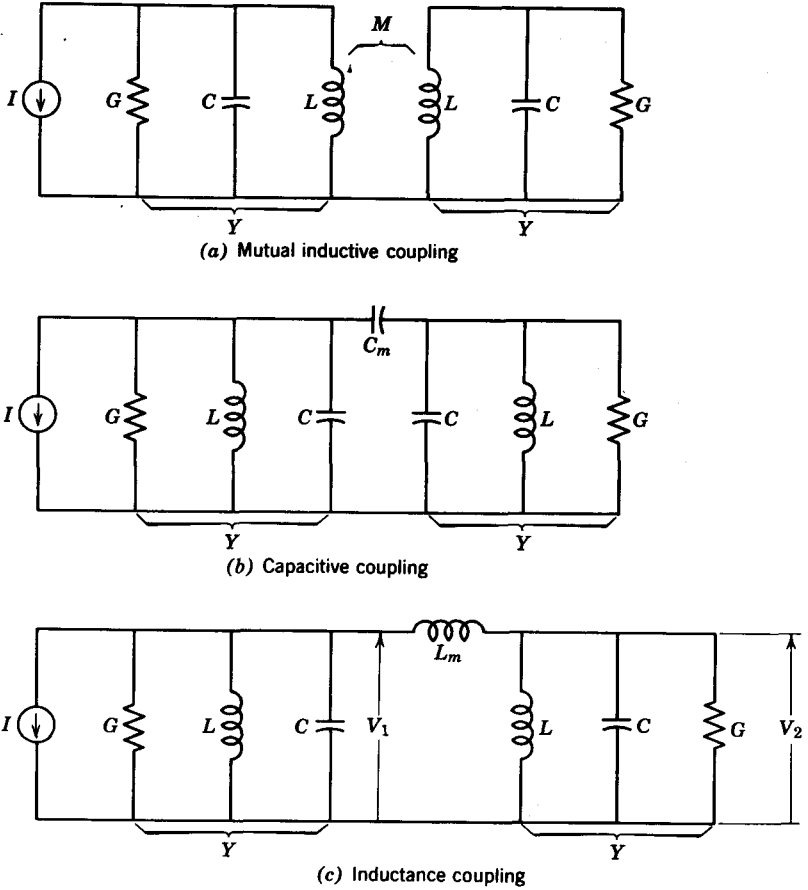 M
I G C L L C G
Y Y
(a) Mutual inductive coupling
C_m
I G L C C L G
Y Y
(b) Capacitive coupling
L_m
I G L C V_1 L C G V_2
Y Y
(c) Inductance coupling